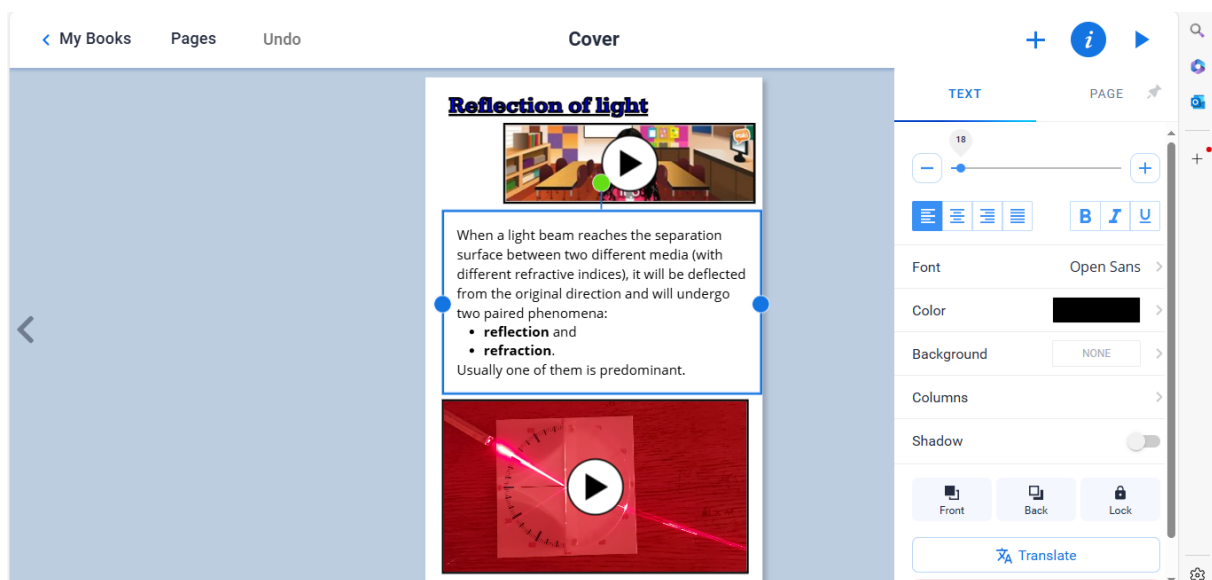 My Books
Pages
Undo
Cover
TEXT
PAGE
Reflection of light
18
When a light beam reaches the separation
surface between two different media (with
different refractive indices), it will be deflected
from the original direction and will undergo
two paired phenomena:
• reflection and
• refraction.
Usually one of them is predominant.
B I U
Font
Open Sans
Color
Background
NONE
Columns
Shadow
Front
Back
Lock
Translate